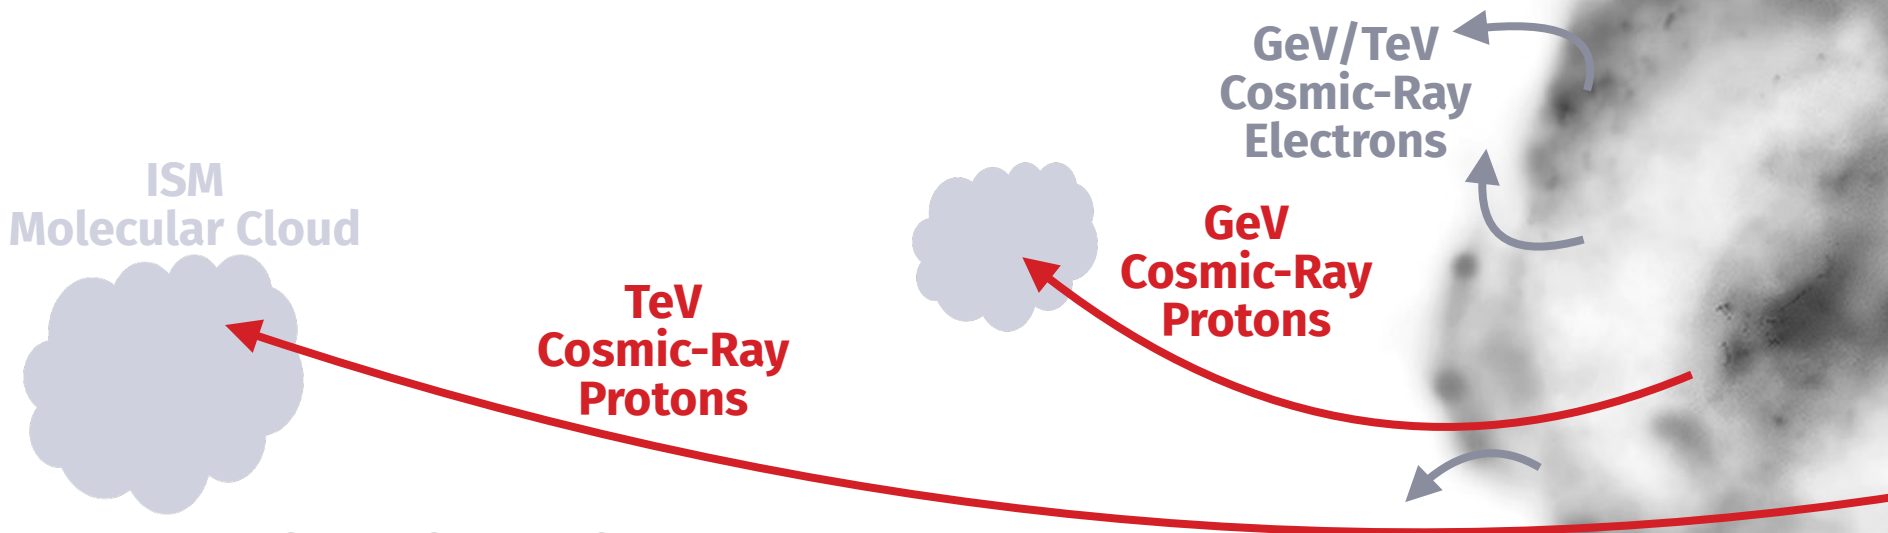 GeV/TeV
Cosmic-Ray
Electrons
ISM
Molecular Cloud
GeV
Cosmic-Ray
Protons
TeV
Cosmic-Ray
Protons